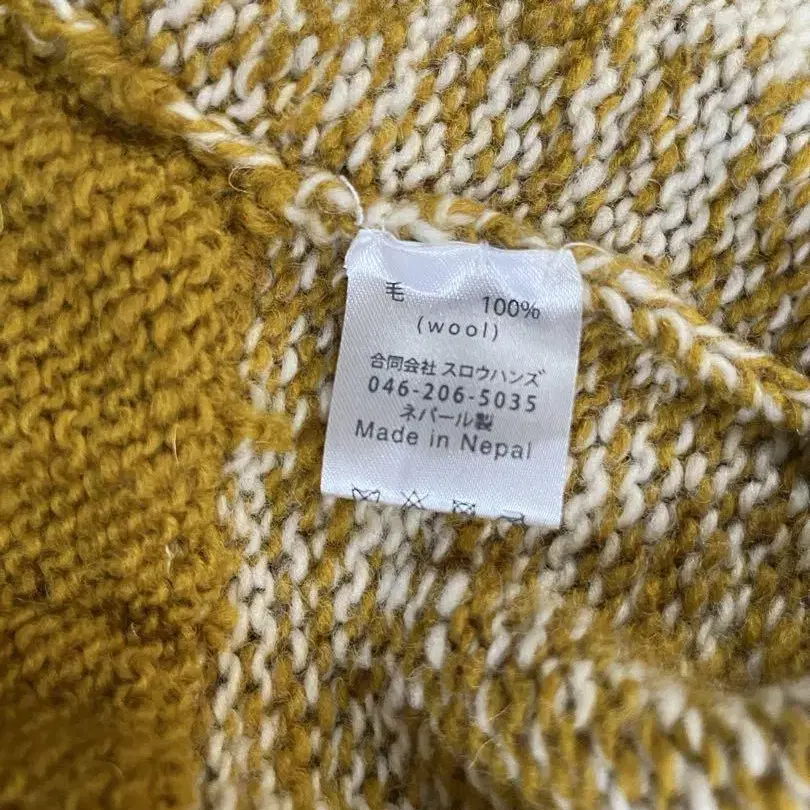 毛 100%
(wool)
合同会社 スロウハンズ
046-206-5035
ネパール製
Made in Nepal